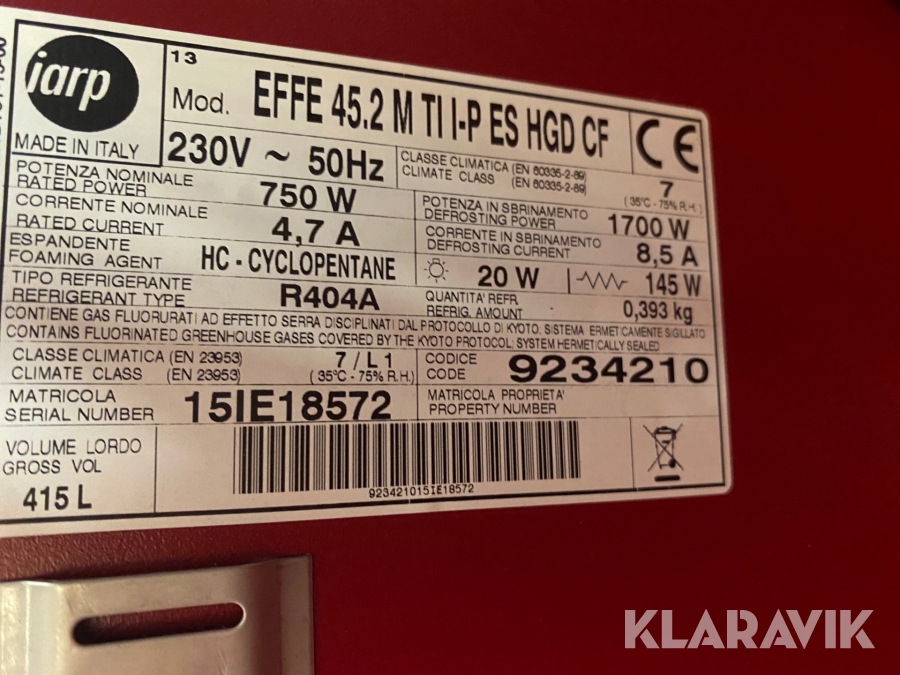 iarp
MADE IN ITALY
13
Mod. EFFE 45.2 M TI I-P ES HGD CF
CE
230V ~ 50Hz
CLASSE CLIMATICA (EN 60335-2-89)
CLIMATE CLASS (EN 60335-2-89)
7
(35°C - 75% R.H.)
POTENZA NOMINALE
RATED POWER
750 W
POTENZA IN SBRINAMENTO
DEFROSTING POWER
1700 W
CORRENTE NOMINALE
RATED CURRENT
4,7 A
CORRENTE IN SBRINAMENTO
DEFROSTING CURRENT
8,5 A
ESPANDENTE
FOAMING AGENT
HC - CYCLOPENTANE
20 W
145 W
TIPO REFRIGERANTE
REFRIGERANT TYPE
R404A
QUANTITA' REFR.
REFRIG. AMOUNT
0,393 kg
CONTIENE GAS FLUORURATI AD EFFETTO SERRA DISCIPLINATI DAL PROTOCOLLO DI KYOTO. SISTEMA ERMETICAMENTE SIGILLATO
CONTAINS FLUORINATED GREENHOUSE GASES COVERED BY THE KYOTO PROTOCOL; SYSTEM HERMETICALLY SEALED
CLASSE CLIMATICA (EN 23953)
CLIMATE CLASS (EN 23953)
7 / L1
(35°C - 75% R.H.)
CODICE
CODE
9234210
MATRICOLA
SERIAL NUMBER
15IE18572
MATRICOLA PROPRIETA'
PROPERTY NUMBER
VOLUME LORDO
GROSS VOL
415 L
923421015IE18572
KLARAVIK